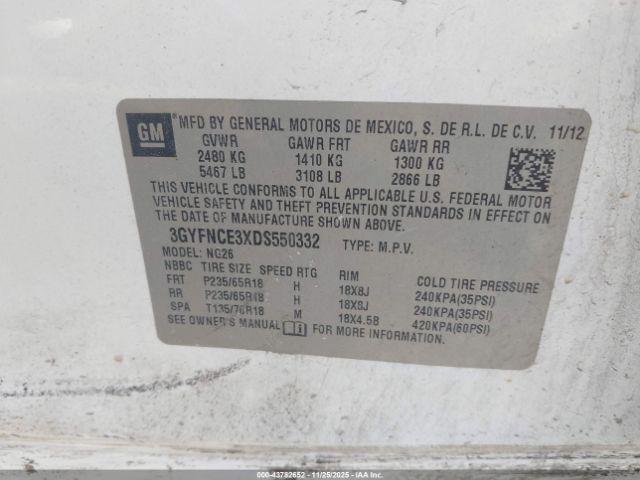 GM MFD BY GENERAL MOTORS DE MEXICO, S. DE R.L. DE C.V. 11/12
GVWR GAWR FRT GAWR RR
2480 KG 1410 KG 1300 KG
5467 LB 3108 LB 2866 LB
THIS VEHICLE CONFORMS TO ALL APPLICABLE U.S. FEDERAL MOTOR
VEHICLE SAFETY AND THEFT PREVENTION STANDARDS IN EFFECT ON
THE DATE OF MANUFACTURE SHOWN ABOVE.
3GYFNCE3XDS550332 TYPE: M.P.V.
MODEL: NG26
NBBC TIRE SIZE SPEED RTG RIM COLD TIRE PRESSURE
FRT P235/65R18 H 18X8J 240KPA(35PSI)
RR P235/65R18 H 18X8J 240KPA(35PSI)
SPA T135/70R18 M 18X4.5B 420KPA(60PSI)
SEE OWNER'S MANUAL FOR MORE INFORMATION.
000-43782652 - 11/25/2025 - © COPYRIGHT IAA, INC.